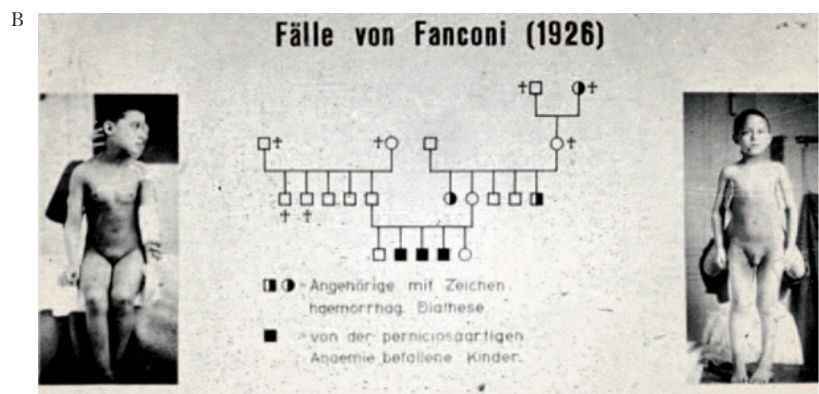 B
Fälle von Fanconi (1926)
† †
† † †
† †
- Angehörige mit Zeichen
haemorrhag. Diathese
- von der perniciosaartigen
Anaemie befallene Kinder.